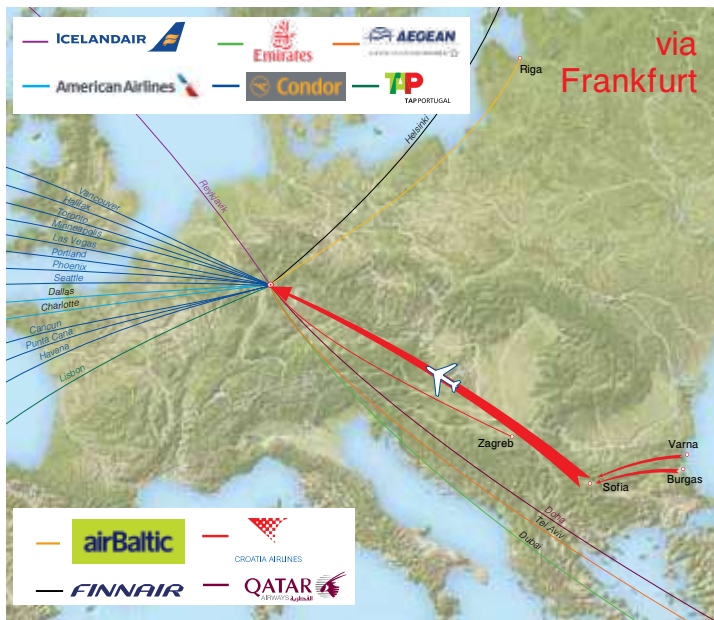 ICELANDAIR
Emirates
AEGEAN
American Airlines
Condor
TAP
TAP PORTUGAL
via
Frankfurt
Riga
Helsinki
Reykjavik
Vancouver
Halifax
Toronto
Minneapolis
Las Vegas
Portland
Phoenix
Seattle
Dallas
Charlotte
Cancun
Punta Cana
Havena
Lisbon
Zagreb
Varna
Burgas
Sofia
Doha
Tel Aviv
Dubai
airBaltic
CROATIA AIRLINES
FINNAIR
QATAR
AIRWAYS القطرية